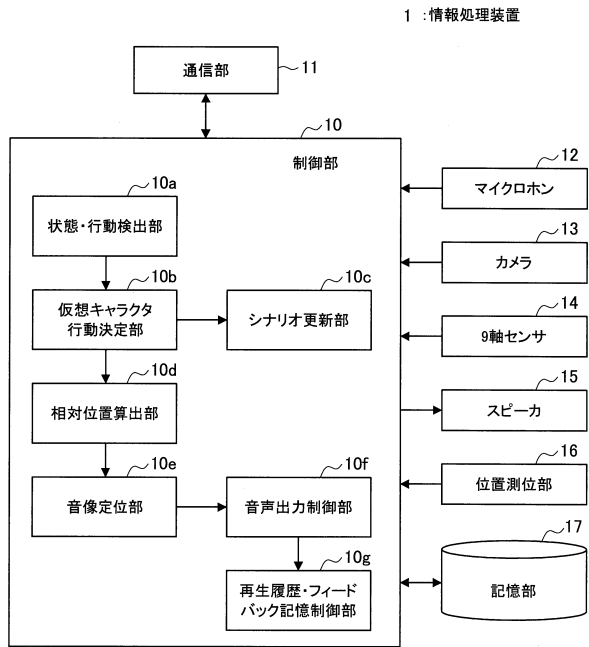 1 :情報処理装置
通信部
11
10
制御部
10a
状態・行動検出部
10b
仮想キャラクタ
行動決定部
10c
シナリオ更新部
10d
相対位置算出部
10e
音像定位部
10f
音声出力制御部
10g
再生履歴・フィード
バック記憶制御部
12
マイクロホン
13
カメラ
14
9軸センサ
15
スピーカ
16
位置測位部
17
記憶部